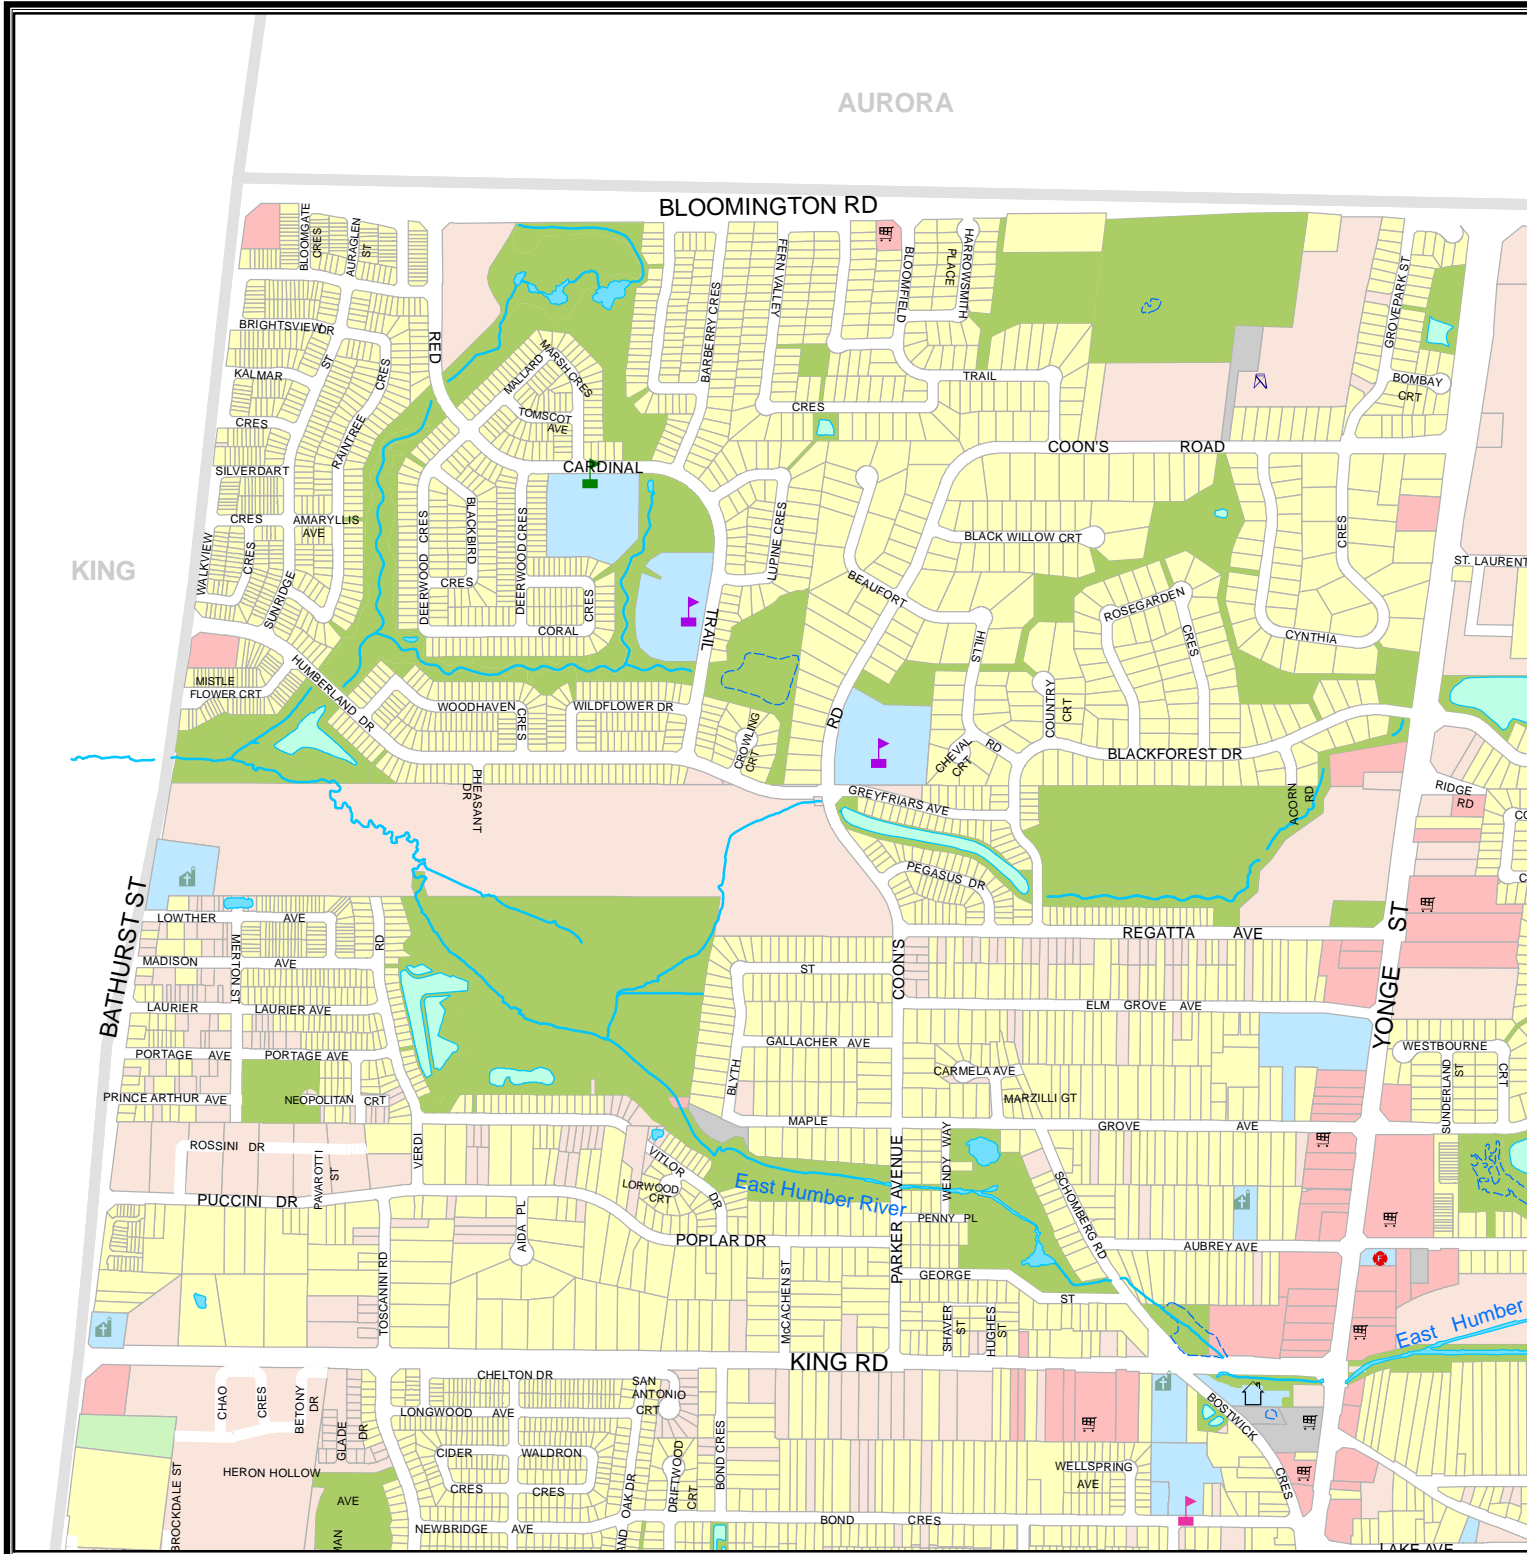 AURORA
BLOOMINGTON RD
BLOOMGATE
CRES
AURAGLEN
ST
FERN VALLEY
BLOOMFIELD
PLACE
HARROWSMITH
GROVEPARK ST
BARBERRY CRES
BRIGHTSVIEW DR
RED
KALMAR
ST
CRES
MALLARD
MARSH CRES
TRAIL
BOMBAY
CRT
CRES
TOMSCOT
AVE
CRES
RAINTREE
COON'S
ROAD
SILVERDART
CARDINAL
CRES
AMARYLLIS
AVE
CRES
BLACKBIRD
DEERWOOD CRES
LUPINE CRES
BLACK WILLOW CRT
CRES
KING
WALKVIEW
CRES
SUNRIDGE
DEERWOOD CRES
CRES
CRES
CORAL
BEAUFORT
HILLS
ROSEGARDEN
CRES
CYNTHIA
ST. LAURENT
TRAIL
MISTLE
FLOWER CRT
HUMBERLAND DR
WOODHAVEN
CRES
WILDFLOWER DR
CROWLING
CRT
RD
COUNTRY
CRT
CHEVAL
CRT
RD
BLACKFOREST DR
PHEASANT
DR
GREYFRIARS AVE
ACORN
RD
RIDGE
RD
CO
PEGASUS DR
C
BATHURST ST
LOWTHER
AVE
MERTON ST
RD
MADISON
AVE
COON'S
REGATTA
AVE
YONGE
ST
ST
LAURIER
LAURIER AVE
ELM GROVE AVE
PORTAGE AVE
PORTAGE AVE
GALLACHER AVE
WESTBOURNE
CRT
SUNDERLAND
ST
BLYTH
CARMELA AVE
MARZILLI GT
PRINCE ARTHUR AVE
NEOPOLITAN CRT
MAPLE
GROVE
AVE
ROSSINI DR
PAVAROTTI
ST
VERDI
VITLOR
DR
LORWOOD
CRT
WENDY WAY
PARKER AVENUE
East Humber River
SCHOMBERG RD
PUCCINI DR
AIDA PL
POPLAR DR
PENNY PL
AUBREY AVE
F
TOSCANINI RD
McCACHEN ST
GEORGE
ST
SHAVER
ST
HUGHES
ST
East Humber
KING RD
CHAO
CRES
BETONY
DR
GLADE
DR
CHELTON DR
SAN
ANTONIO
CRT
LONGWOOD AVE
BOND CRES
BOSTWICK
CRES
CIDER
WALDRON
HERON HOLLOW
AVE
CRES
CRES
OAK DR
DRIFTWOOD
CRT
WELLSPRING
AVE
BROCKDALE ST
MAN
NEWBRIDGE AVE
AND
BOND
CRES
LAKE AVE